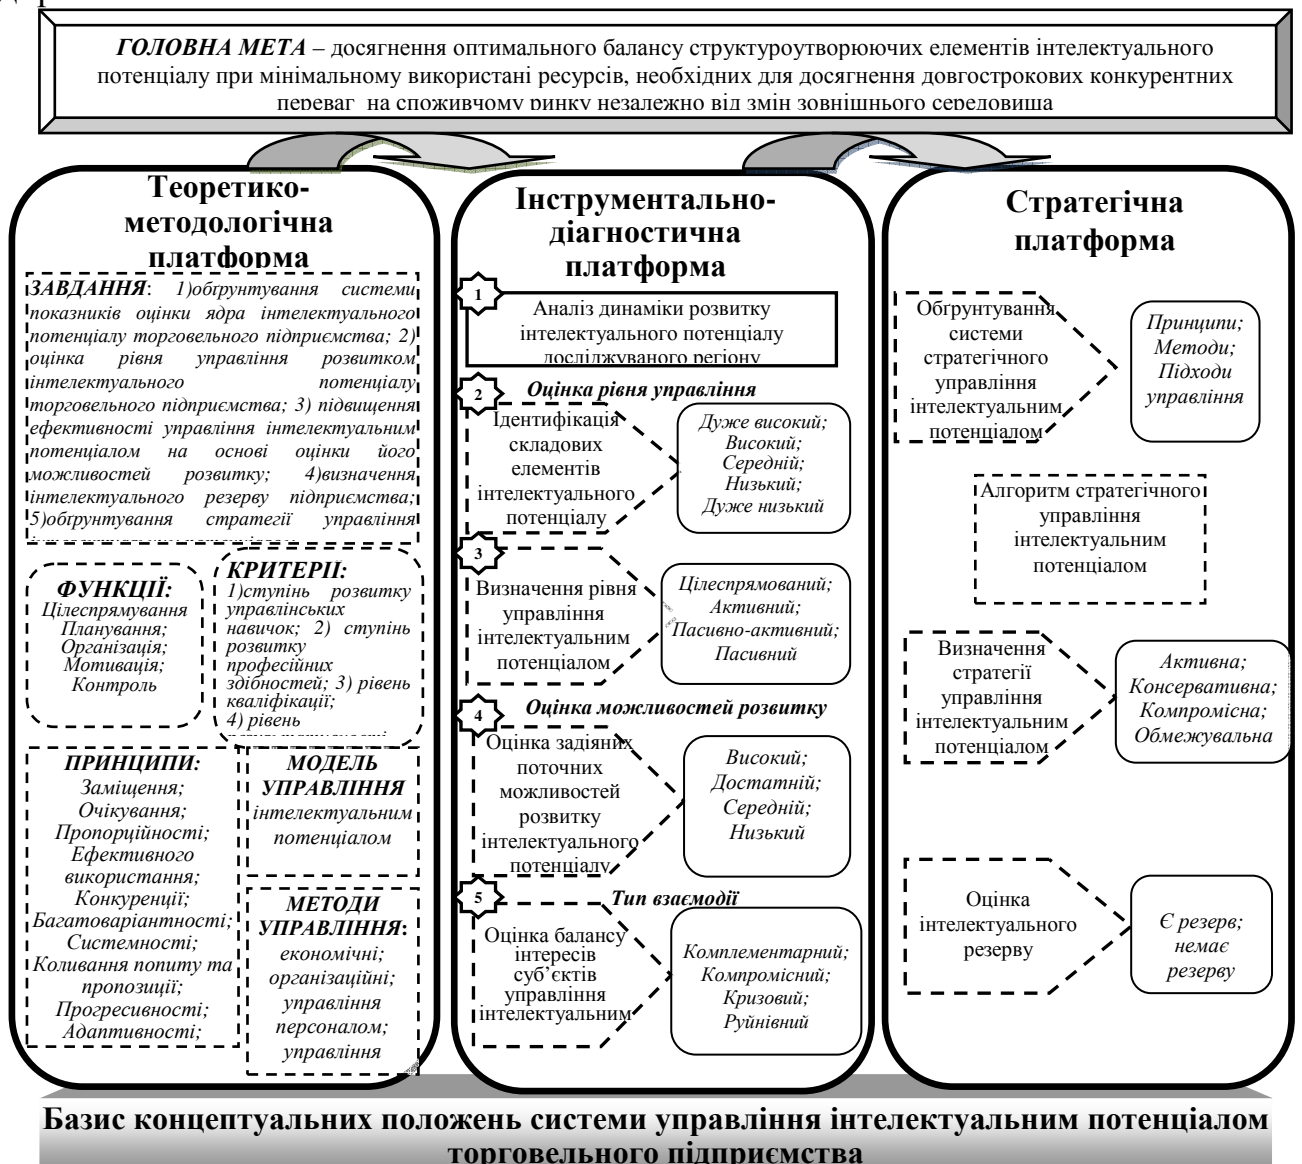 ГОЛОВНА МЕТА – досягнення оптимального балансу структуроутворюючих елементів інтелектуального
потенціалу при мінімальному використані ресурсів, необхідних для досягнення довгострокових конкурентних
переваг на споживчому ринку незалежно від змін зовнішнього середовища
Теоретико-
методологічна
платформа
ЗАВДАННЯ: 1)обґрунтування системи
показників оцінки ядра інтелектуального
потенціалу торговельного підприємства; 2)
оцінка рівня управління розвитком
інтелектуального потенціалу
торговельного підприємства; 3) підвищення
ефективності управління інтелектуальним
потенціалом на основі оцінки його
можливостей розвитку; 4)визначення
інтелектуального резерву підприємства;
5)обґрунтування стратегії управління
ФУНКЦІЇ:
Цілеспрямування
Планування;
Організація;
Мотивація;
Контроль
КРИТЕРІЇ:
1)ступінь розвитку
управлінських
навичок; 2) ступінь
розвитку
професійних
здібностей; 3) рівень
кваліфікації;
4) рівень
ПРИНЦИПИ:
Заміщення;
Очікування;
Пропорційності;
Ефективного
використання;
Конкуренції;
Багатоваріантності;
Системності;
Коливання попиту та
пропозиції;
Прогресивності;
Адаптивності;
МОДЕЛЬ
УПРАВЛІННЯ
інтелектуальним
потенціалом
МЕТОДИ
УПРАВЛІННЯ:
економічні;
організаційні;
управління
персоналом;
управління
Інструментально-
діагностична
платформа
1
Аналіз динаміки розвитку
інтелектуального потенціалу
досліджуваного регіону
Оцінка рівня управління
2
Ідентифікація
складових
елементів
інтелектуального
потенціалу
Дуже високий;
Високий;
Середній;
Низький;
Дуже низький
3
Визначення рівня
управління
інтелектуальним
потенціалом
Цілеспрямований;
Активний;
Пасивно-активний;
Пасивний
Оцінка можливостей розвитку
4
Оцінка задіяних
поточних
можливостей
розвитку
інтелектуального
потенціалу
Високий;
Достатній;
Середній;
Низький
5
Тип взаємодії
Оцінка балансу
інтересів
суб’єктів
управління
інтелектуальним
Комплементарний;
Компромісний;
Кризовий;
Руйнівний
Стратегічна
платформа
Обґрунтування
системи
стратегічного
управління
інтелектуальним
потенціалом
Принципи;
Методи;
Підходи
управління
Алгоритм стратегічного
управління
інтелектуальним
потенціалом
Визначення
стратегії
управління
інтелектуальним
потенціалом
Активна;
Консервативна;
Компромісна;
Обмежувальна
Оцінка
інтелектуального
резерву
Є резерв;
немає
резерву
Базис концептуальних положень системи управління інтелектуальним потенціалом
торговельного підприємства